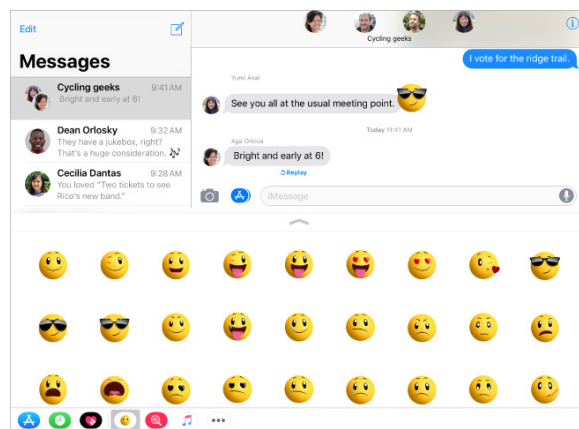 Edit
Messages
Cycling geeks 9:41 AM
Bright and early at 6!
Dean Orlosky 9:32 AM
They have a jukebox, right?
That's a huge consideration.
Cecilia Dantas 9:28 AM
You loved "Two tickets to see
Rico's new band."
Cycling geeks
I vote for the ridge trail.
Yumi Asai
See you all at the usual meeting point.
Today 11:41 AM
Aga Orlova
Bright and early at 6!
Replay
iMessage